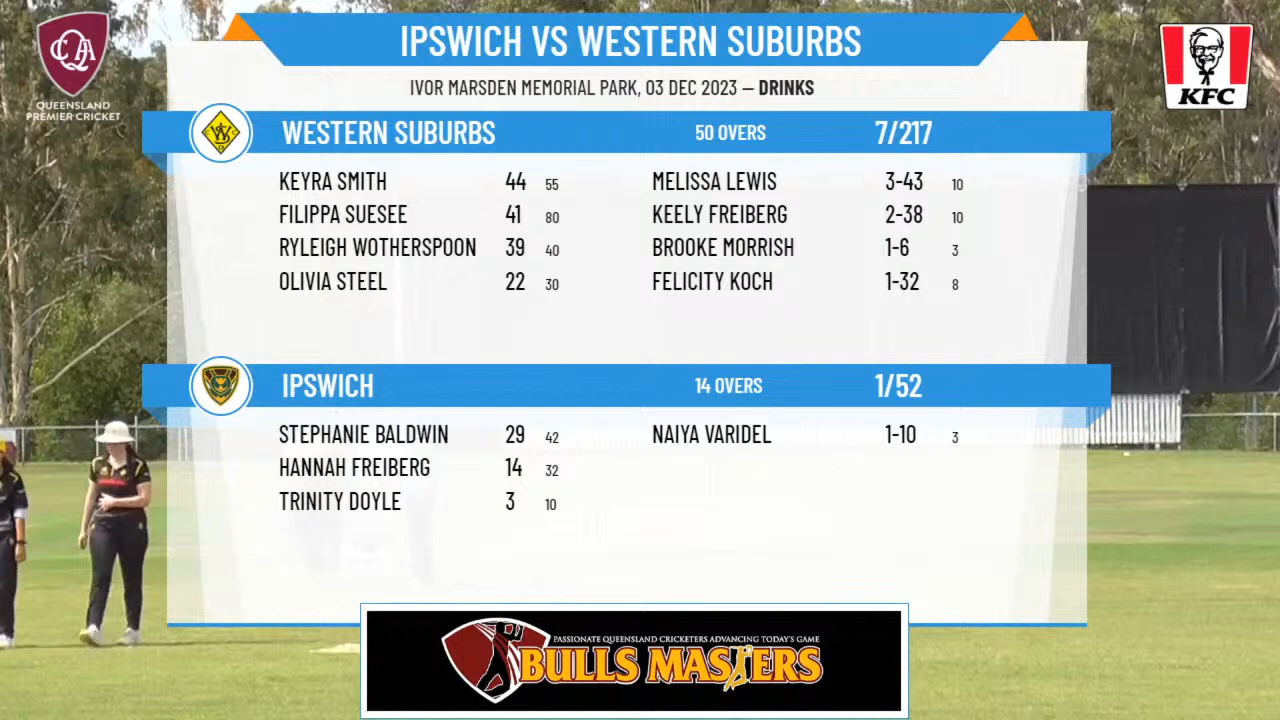 IPSWICH VS WESTERN SUBURBS
IVOR MARSDEN MEMORIAL PARK, 03 DEC 2023 – DRINKS
CQA
QUEENSLAND
PREMIER CRICKET
KFC
WESTERN SUBURBS 50 OVERS 7/217
KEYRA SMITH 44 55 MELISSA LEWIS 3-43 10
FILIPPA SUESEE 41 80 KEELY FREIBERG 2-38 10
RYLEIGH WOTHERSPOON 39 40 BROOKE MORRISH 1-6 3
OLIVIA STEEL 22 30 FELICITY KOCH 1-32 8
IPSWICH 14 OVERS 1/52
STEPHANIE BALDWIN 29 42 NAIYA VARIDEL 1-10 3
HANNAH FREIBERG 14 32
TRINITY DOYLE 3 10
PASSIONATE QUEENSLAND CRICKETERS ADVANCING TODAY'S GAME
BULLS MASTERS